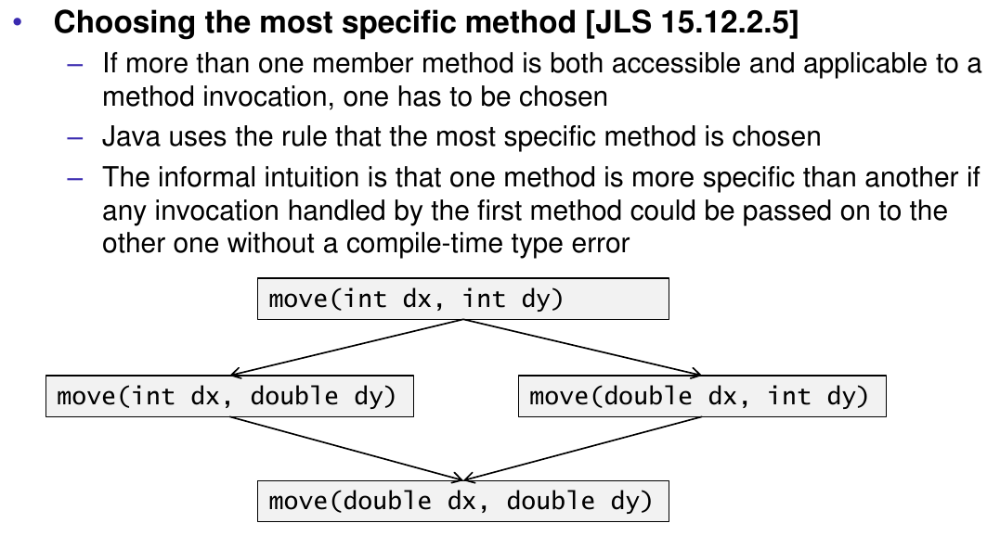 • Choosing the most specific method [JLS 15.12.2.5]
– If more than one member method is both accessible and applicable to a
method invocation, one has to be chosen
– Java uses the rule that the most specific method is chosen
– The informal intuition is that one method is more specific than another if
any invocation handled by the first method could be passed on to the
other one without a compile-time type error
move(int dx, int dy)
move(int dx, double dy)
move(double dx, int dy)
move(double dx, double dy)